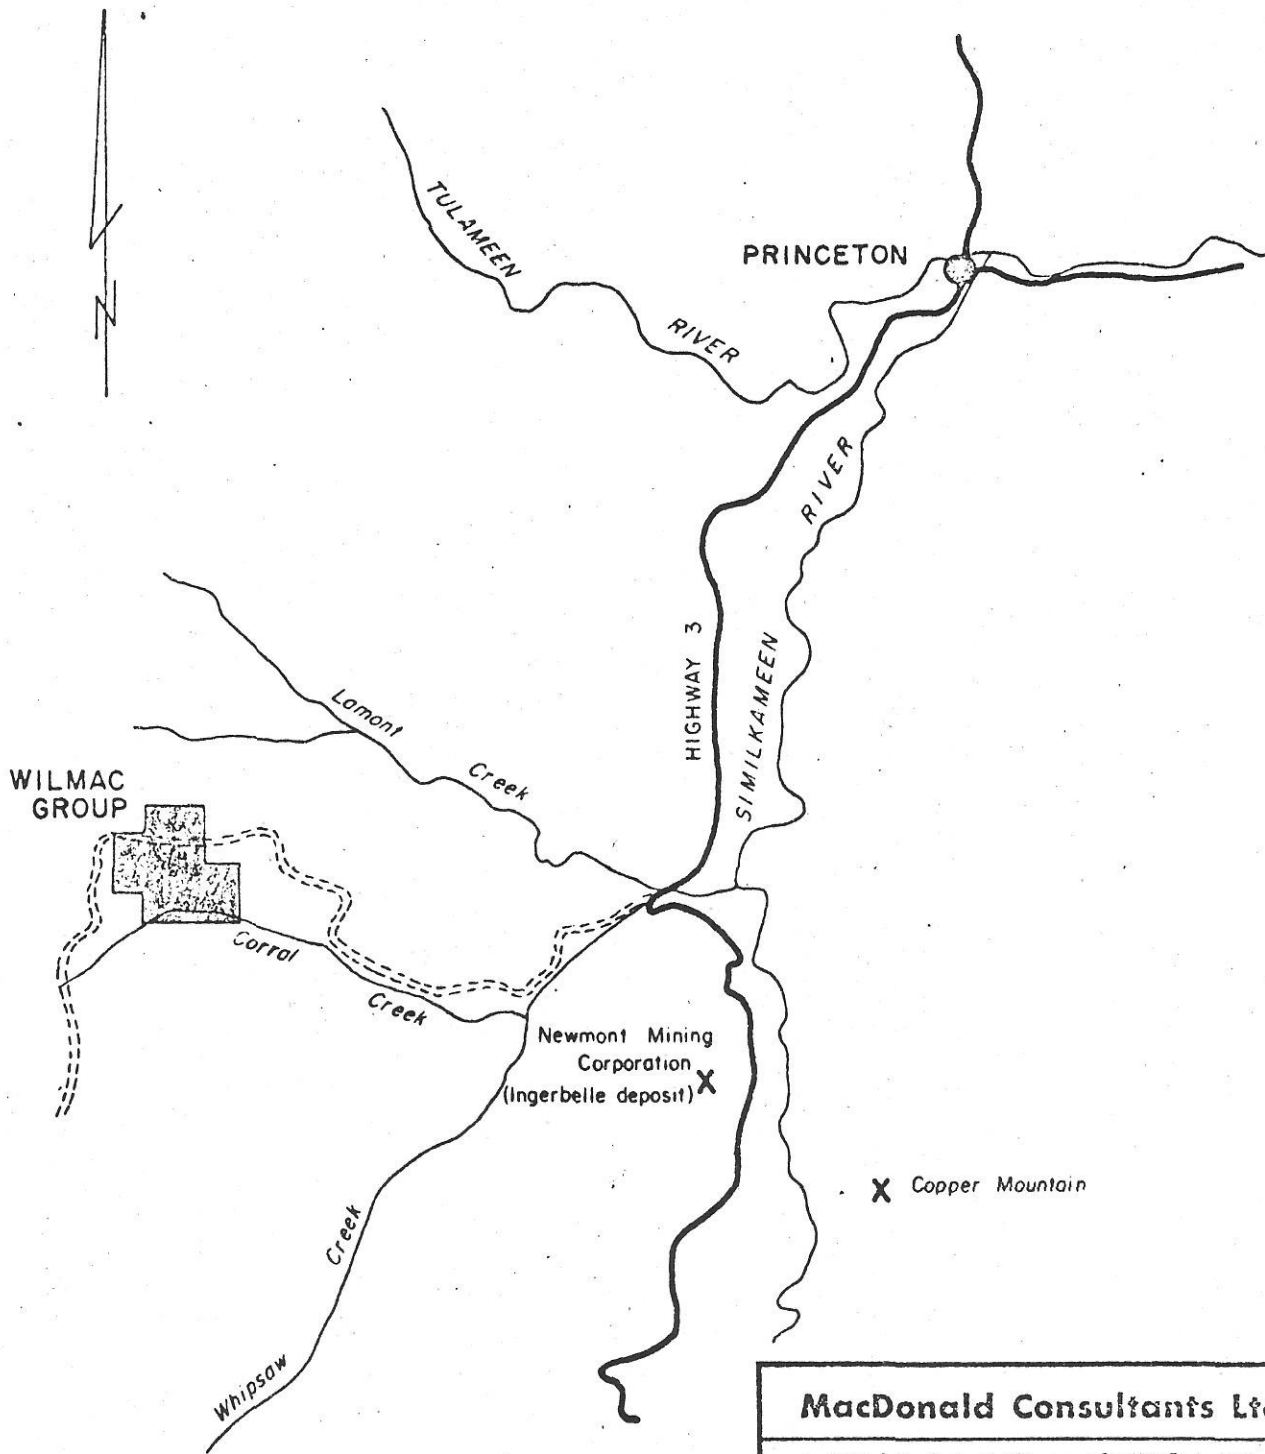 N
TULAMEEN
RIVER
PRINCETON
RIVER
SIMILKAMEEN
HIGHWAY 3
Lamont
Creek
WILMAC
GROUP
Corral
Creek
Newmont Mining
Corporation
(Ingerbelle deposit) X
X Copper Mountain
Creek
Whipsaw
MacDonald Consultants